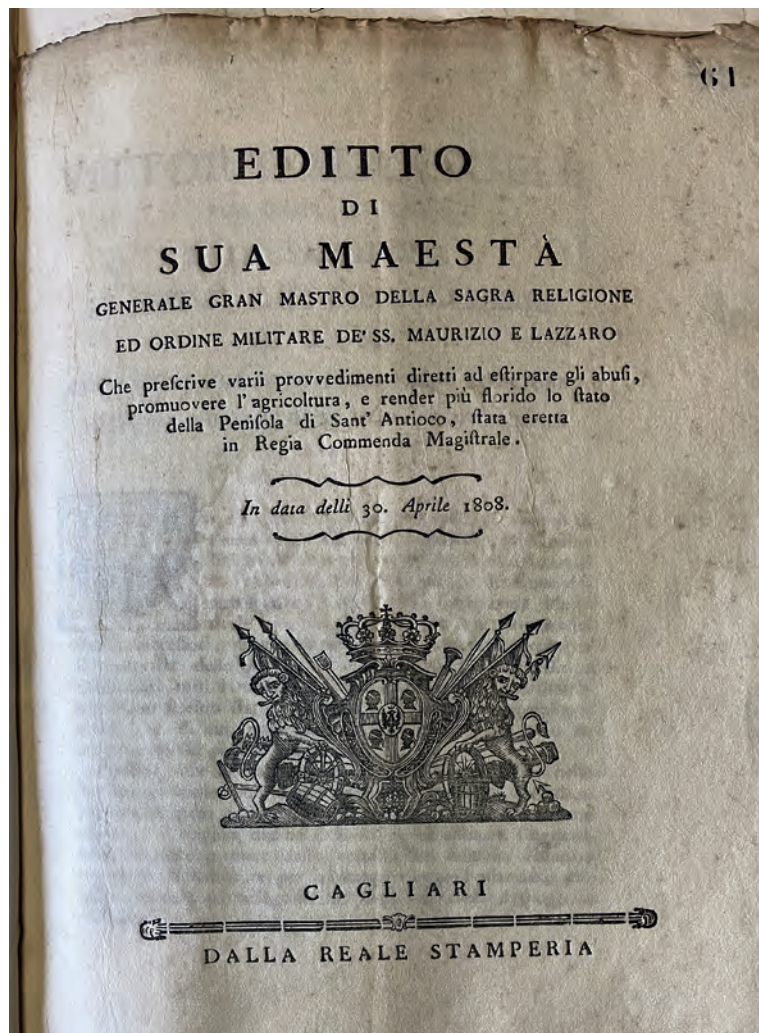 61
EDITTO
DI
SUA MAESTÀ
GENERALE GRAN MASTRO DELLA SAGRA RELIGIONE
ED ORDINE MILITARE DE' SS. MAURIZIO E LAZZARO
Che preſcrive varii provvedimenti diretti ad eſtirpare gli abuſi,
promuovere l'agricoltura, e render più florido lo ſtato
della Peniſola di Sant' Antioco, ſtata eretta
in Regia Commenda Magiſtrale.
In data delli 30. Aprile 1808.
CAGLIARI
DALLA REALE STAMPERIA